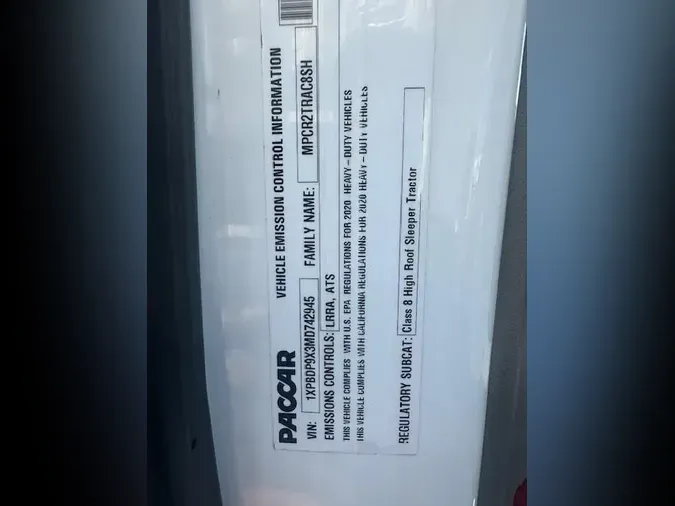 PACCAR
VEHICLE EMISSION CONTROL INFORMATION
VIN: 1XPBDP9X3MD742945 FAMILY NAME: MPCR2TRAC8SH
EMISSIONS CONTROLS: LRRA, ATS
THIS VEHICLE COMPLIES WITH U.S. EPA REGULATIONS FOR 2020 HEAVY-DUTY VEHICLES
THIS VEHICLE COMPLIES WITH CALIFORNIA REGULATIONS FOR 2020 HEAVY-DUTY VEHICLES
REGULATORY SUBCAT: Class 8 High Roof Sleeper Tractor